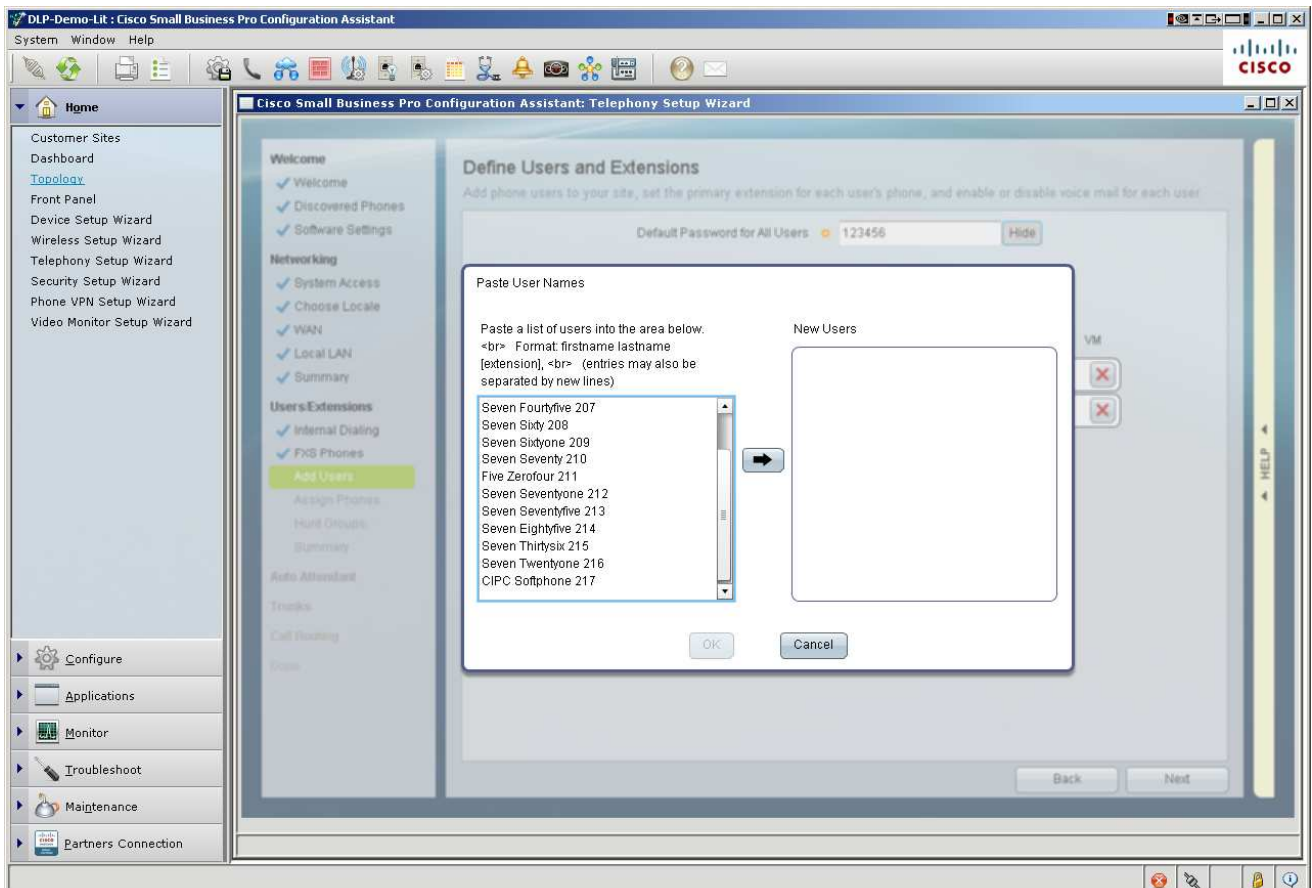 DLP-Demo-Lit : Cisco Small Business Pro Configuration Assistant
System Window Help
CISCO
Home
Customer Sites
Dashboard
Topology
Front Panel
Device Setup Wizard
Wireless Setup Wizard
Telephony Setup Wizard
Security Setup Wizard
Phone VPN Setup Wizard
Video Monitor Setup Wizard
Configure
Applications
Monitor
Troubleshoot
Maintenance
Partners Connection
Cisco Small Business Pro Configuration Assistant: Telephony Setup Wizard
Welcome
Welcome
Discovered Phones
Software Settings
Networking
System Access
Choose Locale
WAN
Local LAN
Summary
Users/Extensions
Internal Dialing
FXS Phones
Add Users
Assign Phones
Hunt Groups
Summary
Auto Attendant
Trunks
Call Routing
Define Users and Extensions
Add phone users to your site, set the primary extension for each user's phone, and enable or disable voice mail for each user.
Default Password for All Users 123456 Hide
VM
Paste User Names
Paste a list of users into the area below.
<br> Format: firstname lastname
[extension], <br> (entries may also be
separated by new lines)
Seven Fourtyfive 207
Seven Sixty 208
Seven Sixtyone 209
Seven Seventy 210
Five Zerofour 211
Seven Seventyone 212
Seven Seventyfive 213
Seven Eightyfive 214
Seven Thirtysix 215
Seven Twentyone 216
CIPC Softphone 217
New Users
OK Cancel
HELP
Back Next